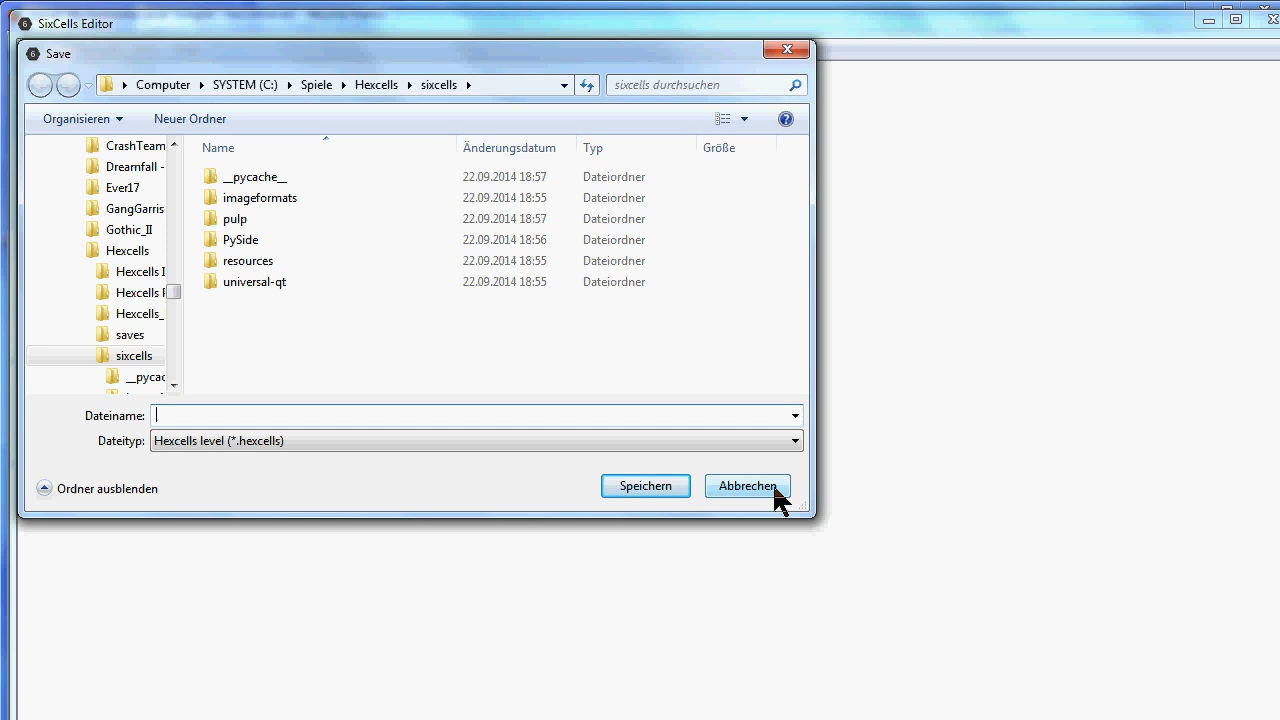 SixCells Editor
Save
Computer SYSTEM (C:) Spiele Hexcells sixcells
sixcells durchsuchen
Organisieren Neuer Ordner
Name Änderungsdatum Typ Größe
CrashTeam
Dreamfall -
Ever17
GangGarris
Gothic_II
Hexcells
Hexcells I
Hexcells
Hexcells_
saves
sixcells
__pycac
__pycache__ 22.09.2014 18:57 Dateiordner
imageformats 22.09.2014 18:55 Dateiordner
pulp 22.09.2014 18:57 Dateiordner
PySide 22.09.2014 18:56 Dateiordner
resources 22.09.2014 18:55 Dateiordner
universal-qt 22.09.2014 18:55 Dateiordner
Dateiname:
Dateityp: Hexcells level (*.hexcells)
Ordner ausblenden Speichern Abbrechen